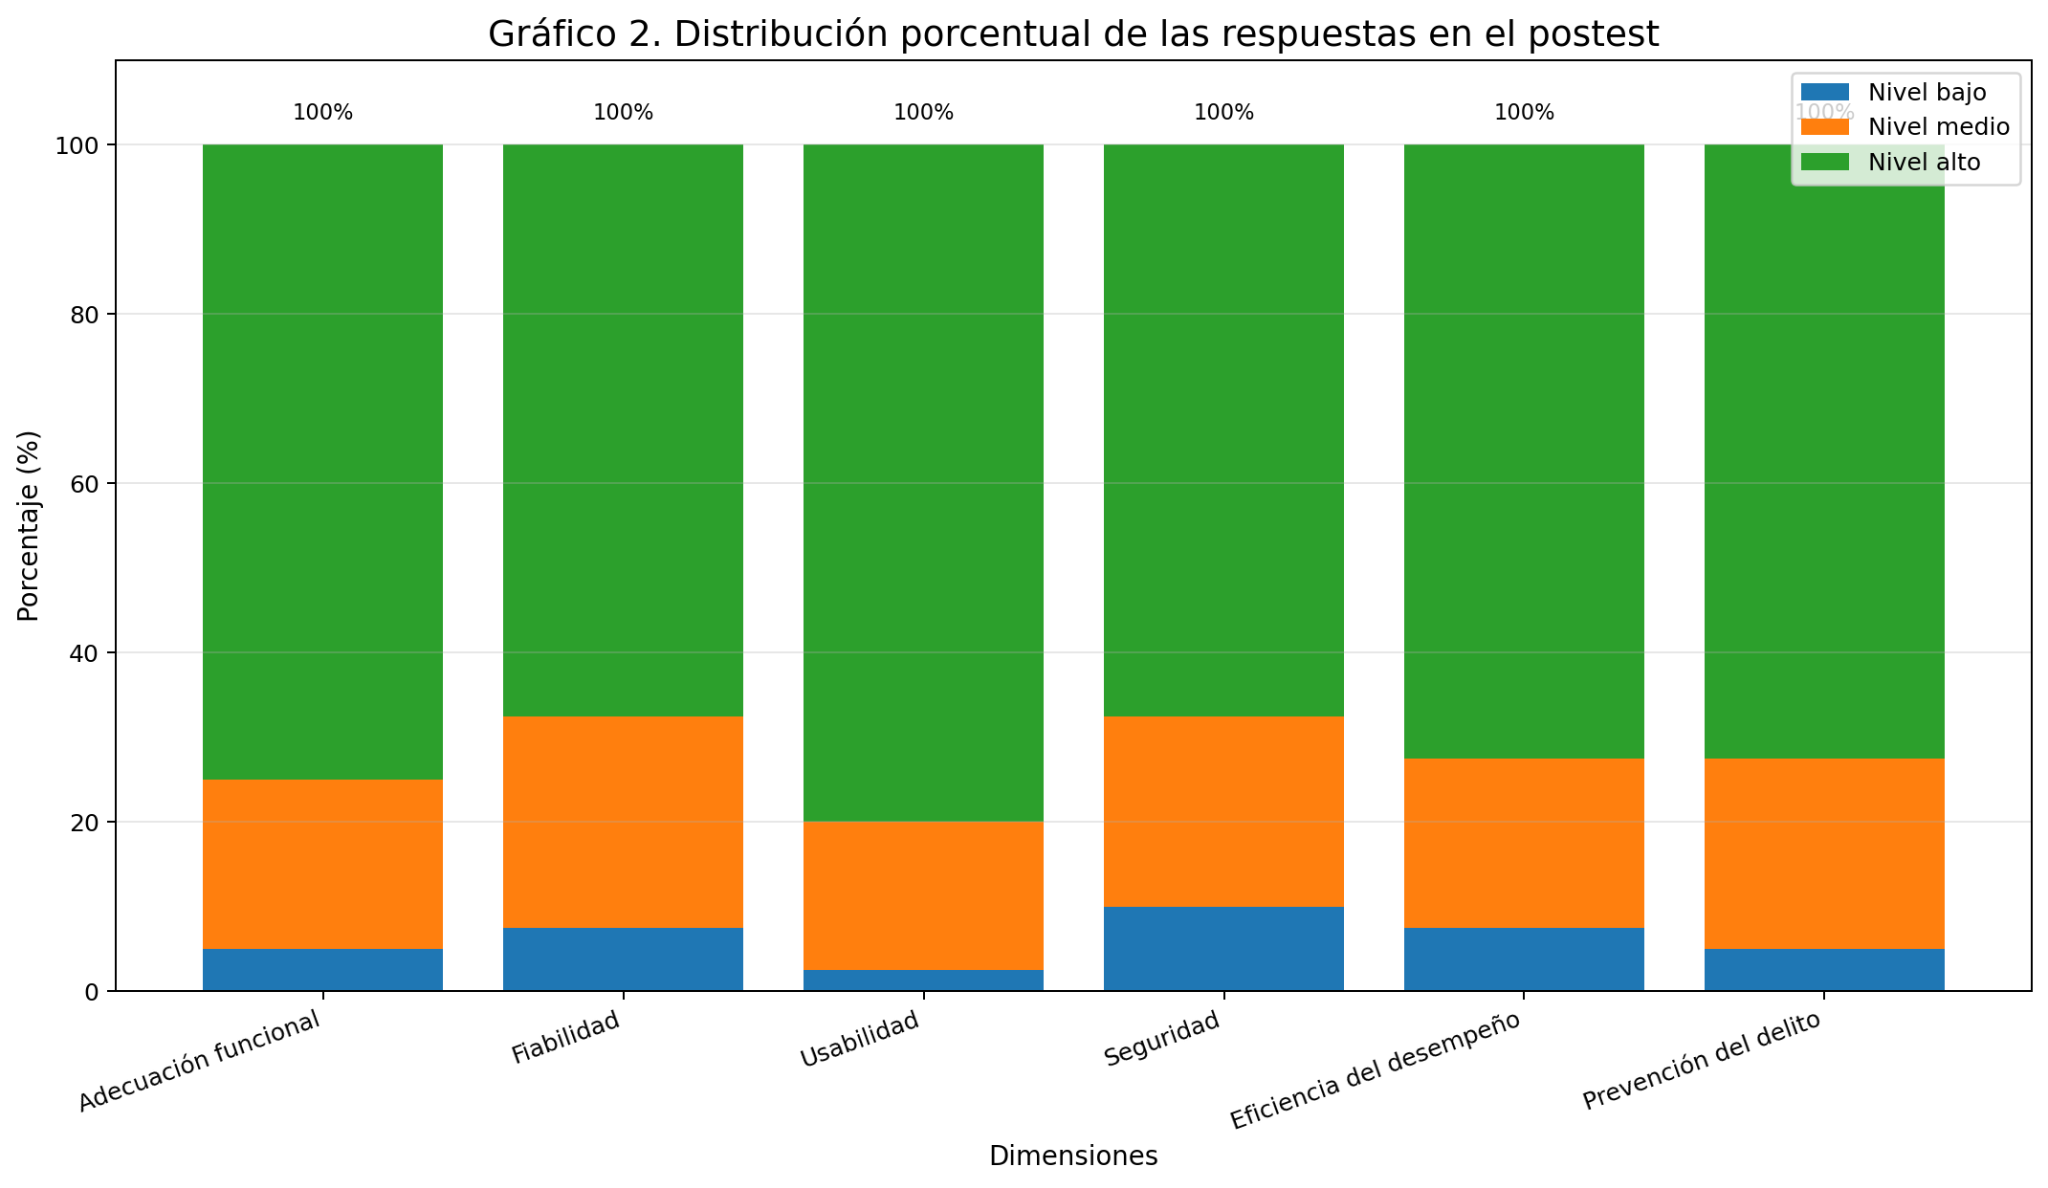 Gráfico 2. Distribución porcentual de las respuestas en el postest
100% 100% 100% 100% 100% 100%
Nivel bajo
Nivel medio
Nivel alto
Porcentaje (%)
100
80
60
40
20
0
Adecuación funcional
Fiabilidad
Usabilidad
Seguridad
Eficiencia del desempeño
Prevención del delito
Dimensiones